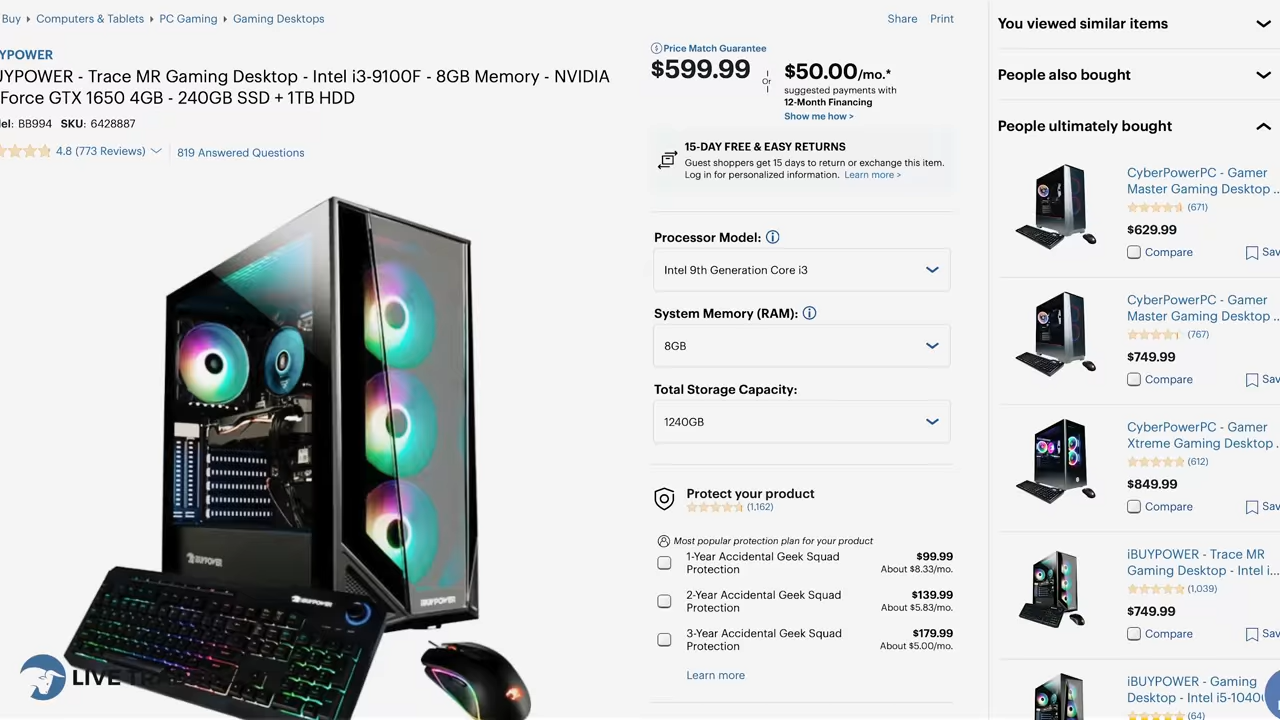 Buy ▸ Computers & Tablets ▸ PC Gaming ▸ Gaming Desktops
Share Print
YPOWER
UYPOWER - Trace MR Gaming Desktop - Intel i3-9100F - 8GB Memory - NVIDIA
Force GTX 1650 4GB - 240GB SSD + 1TB HDD
el: BB994 SKU: 6428887
4.8 (773 Reviews) 819 Answered Questions
iBUYPOWER
iBUYPOWER
iBUYPOWER
LIVE
Price Match Guarantee
$599.99
Or
$50.00/mo.*
suggested payments with
12-Month Financing
Show me how >
15-DAY FREE & EASY RETURNS
Guest shoppers get 15 days to return or exchange this item.
Log in for personalized information. Learn more >
Processor Model:
Intel 9th Generation Core i3
System Memory (RAM):
8GB
Total Storage Capacity:
1240GB
Protect your product
(1,162)
Most popular protection plan for your product
1-Year Accidental Geek Squad
Protection
$99.99
About $8.33/mo.
2-Year Accidental Geek Squad
Protection
$139.99
About $5.83/mo.
3-Year Accidental Geek Squad
Protection
$179.99
About $5.00/mo.
Learn more
You viewed similar items
People also bought
People ultimately bought
CyberPowerPC - Gamer
Master Gaming Desktop ...
(671)
$629.99
Compare Sav
CyberPowerPC - Gamer
Master Gaming Desktop ...
(767)
$749.99
Compare Sav
CyberPowerPC - Gamer
Xtreme Gaming Desktop .
(612)
$849.99
Compare Sav
iBUYPOWER - Trace MR
Gaming Desktop - Intel i...
(1,039)
$749.99
Compare Sav
iBUYPOWER - Gaming
Desktop - Intel i5-1040
(64)